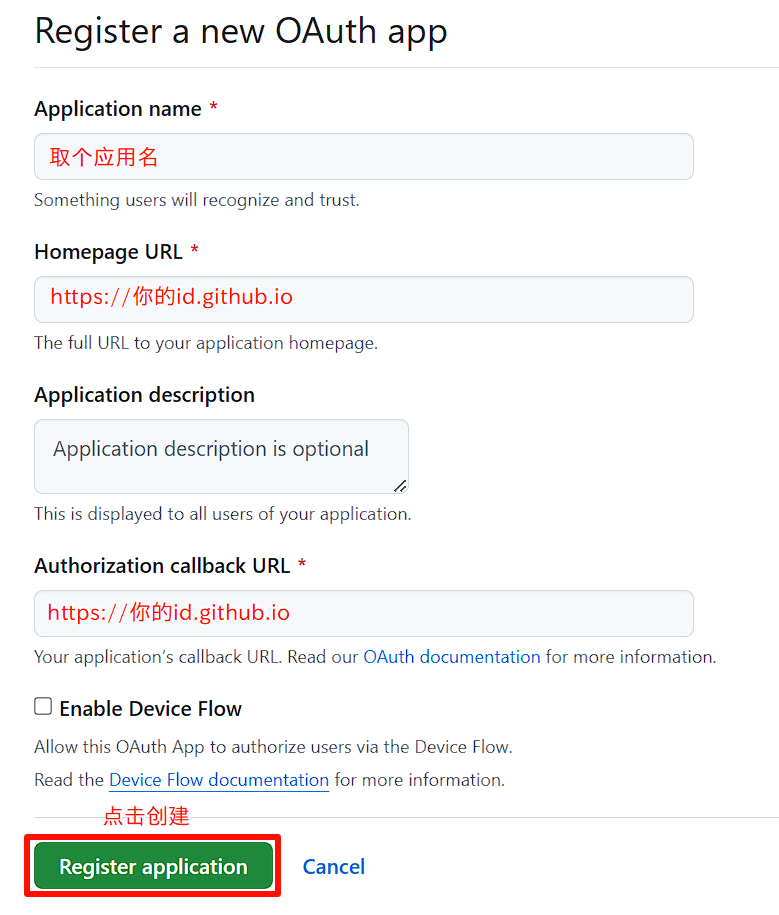 Register a new OAuth app
Application name *
取个应用名
Something users will recognize and trust.
Homepage URL *
https://你的id.github.io
The full URL to your application homepage.
Application description
Application description is optional
This is displayed to all users of your application.
Authorization callback URL *
https://你的id.github.io
Your application’s callback URL. Read our OAuth documentation for more information.
Enable Device Flow
Allow this OAuth App to authorize users via the Device Flow.
Read the Device Flow documentation for more information.
点击创建
Register application Cancel